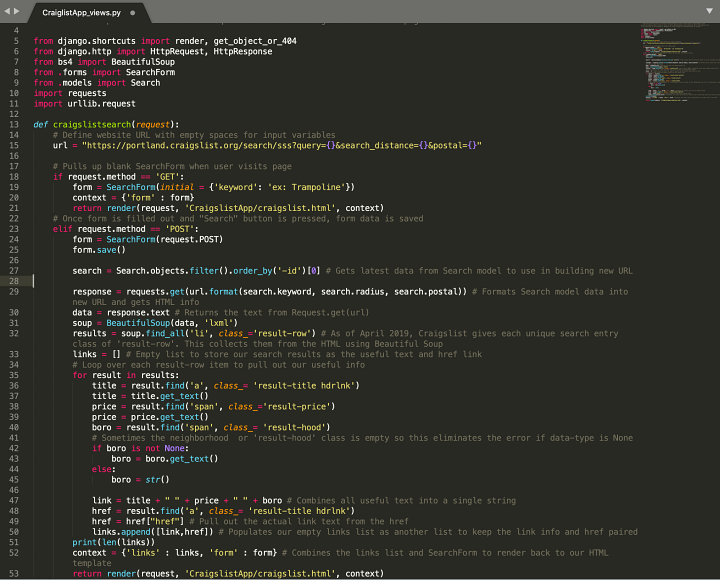 CraiglistApp_views.py
4
5 from django.shortcuts import render, get_object_or_404
6 from django.http import HttpRequest, HttpResponse
7 from bs4 import BeautifulSoup
8 from .forms import SearchForm
9 from .models import Search
10 import requests
11 import urllib.request
12
13 def craigslistsearch(request):
14 # Define website URL with empty spaces for input variables
15 url = "https://portland.craigslist.org/search/sss?query={}&search_distance={}&postal={}"
16
17 # Pulls up blank SearchForm when user visits page
18 if request.method == 'GET':
19 form = SearchForm(initial = {'keyword': 'ex: Trampoline'})
20 context = {'form' : form}
21 return render(request, 'CraigslistApp/craigslist.html', context)
22 # Once form is filled out and "Search" button is pressed, form data is saved
23 elif request.method == 'POST':
24 form = SearchForm(request.POST)
25 form.save()
26
27 search = Search.objects.filter().order_by('-id')[0] # Gets latest data from Search model to use in building new URL
28
29 response = requests.get(url.format(search.keyword, search.radius, search.postal)) # Formats Search model data into
new URL and gets HTML info
30 data = response.text # Returns the text from Request.get(url)
31 soup = BeautifulSoup(data, 'lxml')
32 results = soup.find_all('li', class_='result-row') # As of April 2019, Craigslist gives each unique search entry
class of 'result-row'. This collects them from the HTML using Beautiful Soup
33 links = [] # Empty list to store our search results as the useful text and href link
34 # Loop over each result-row item to pull out our useful info
35 for result in results:
36 title = result.find('a', class_= 'result-title hdrlnk')
37 title = title.get_text()
38 price = result.find('span', class_='result-price')
39 price = price.get_text()
40 boro = result.find('span', class_= 'result-hood')
41 # Sometimes the neighborhood  or 'result-hood' class is empty so this eliminates the error if data-type is None
42 if boro is not None:
43 boro = boro.get_text()
44 else:
45 boro = str()
46
47 link = title + " " + price + " " + boro # Combines all useful text into a single string
48 href = result.find('a', class_= 'result-title hdrlnk')
49 href = href["href"] # Pull out the actual link text from the href
50 links.append([link,href]) # Populates our empty links list as another list to keep the link info and href paired
51 print(len(links))
52 context = {'links' : links, 'form' : form} # Combines the links list and SearchForm to render back to our HTML
template
53 return render(request, 'CraigslistApp/craigslist.html', context)